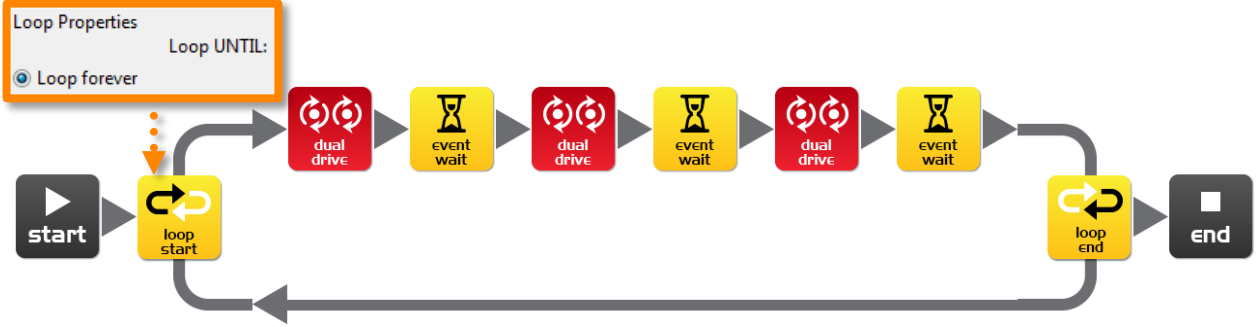 Loop Properties
Loop UNTIL:
Loop forever
dual
drive
event
wait
dual
drive
event
wait
dual
drive
event
wait
start
loop
start
loop
end
end